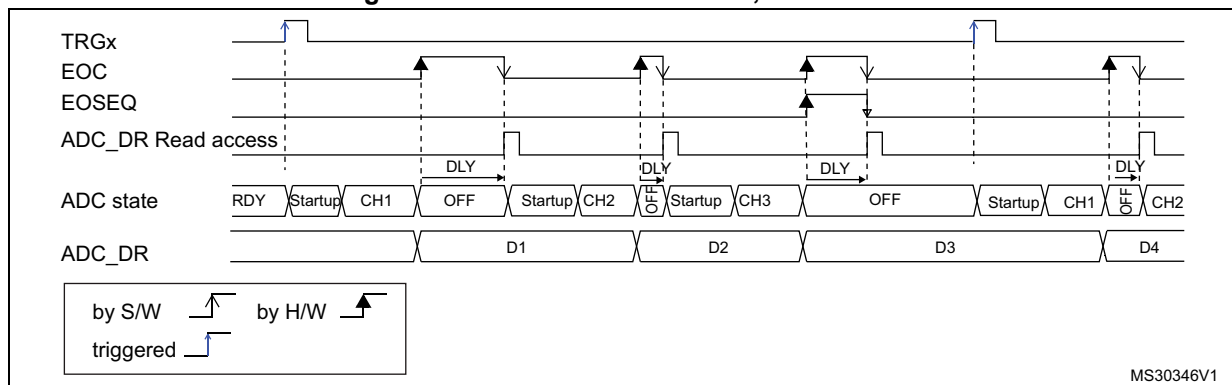 TRGx
EOC
EOSEQ
ADC_DR Read access
DLY DLY DLY DLY
ADC state RDY Startup CH1 OFF Startup CH2 OFF Startup CH3 OFF Startup CH1 OFF CH2
ADC_DR D1 D2 D3 D4
by S/W by H/W
triggered
MS30346V1